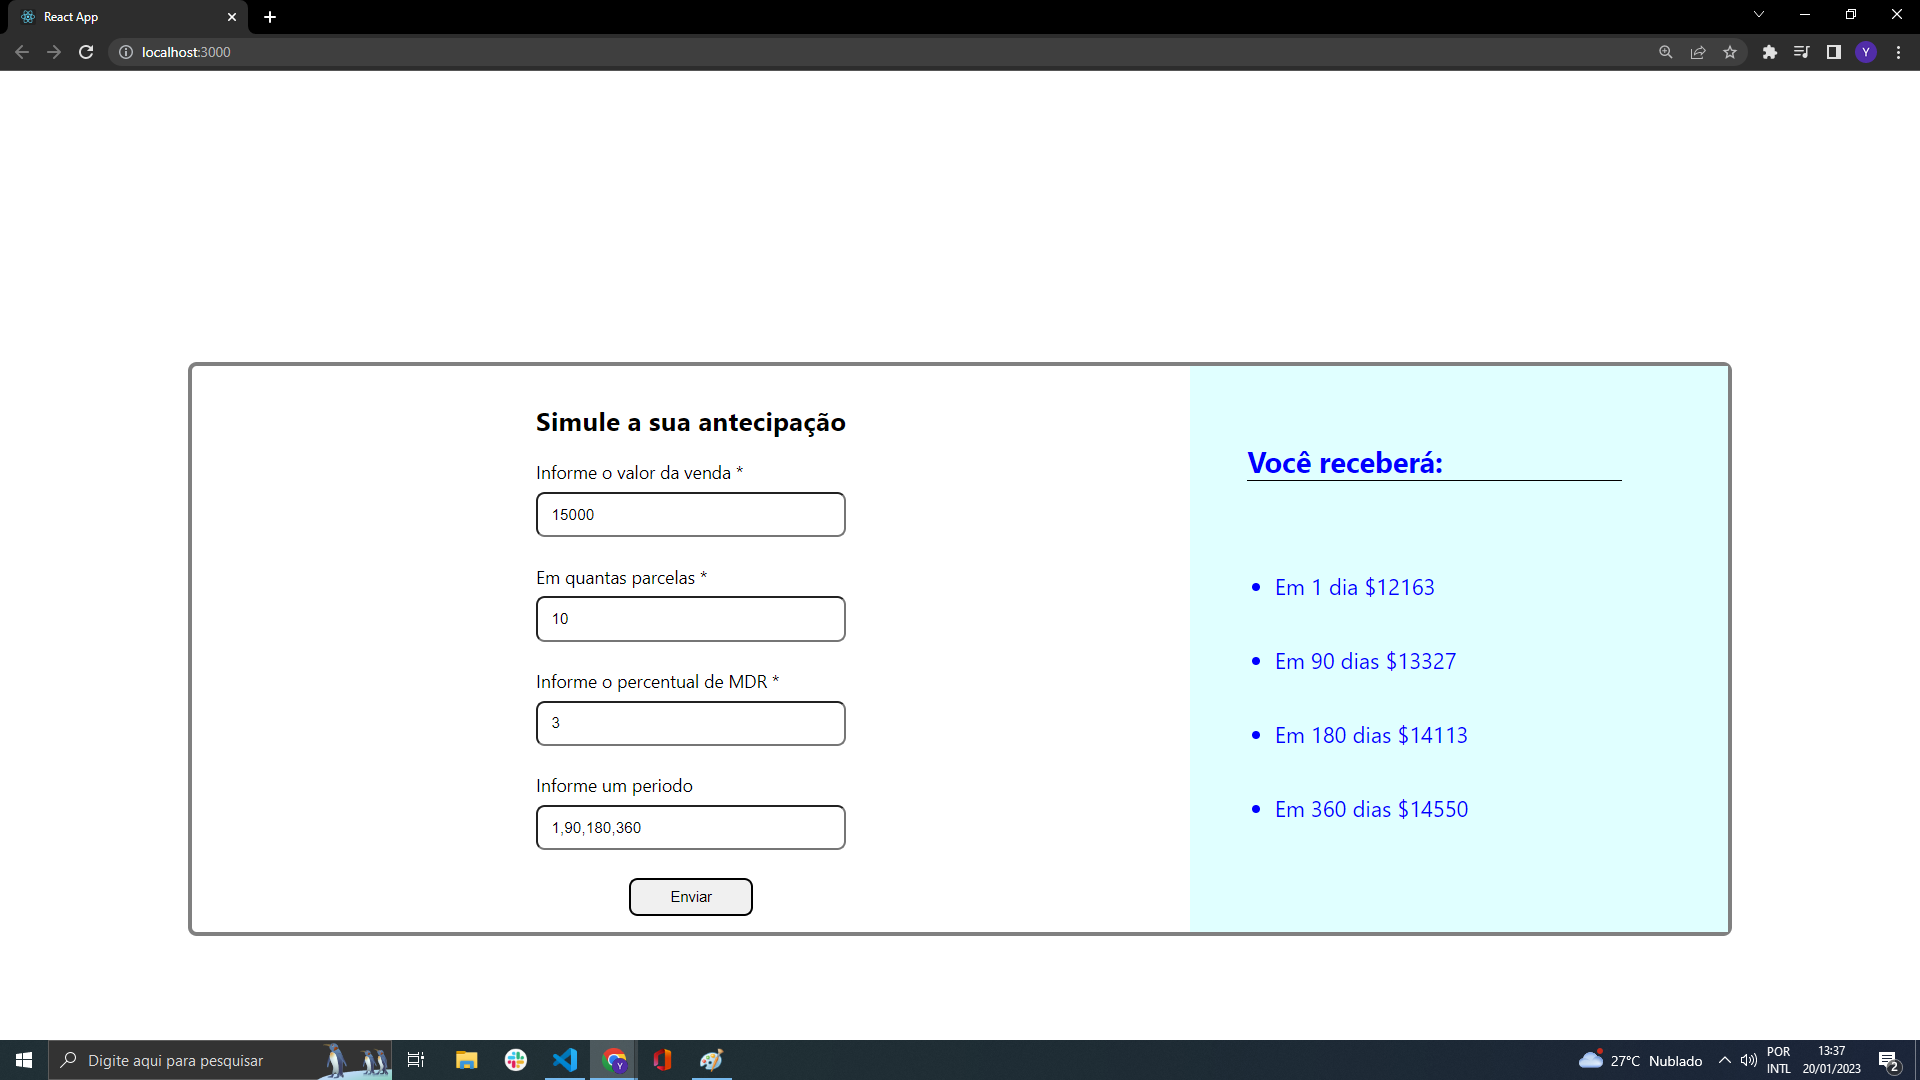 React App
localhost:3000
Y
Simule a sua antecipação
Informe o valor da venda *
15000
Em quantas parcelas *
10
Informe o percentual de MDR *
3
Informe um periodo
1,90,180,360
Enviar
Você receberá:
Em 1 dia $12163
Em 90 dias $13327
Em 180 dias $14113
Em 360 dias $14550
Digite aqui para pesquisar
Y
27°C Nublado
POR
INTL
13:37
20/01/2023
2